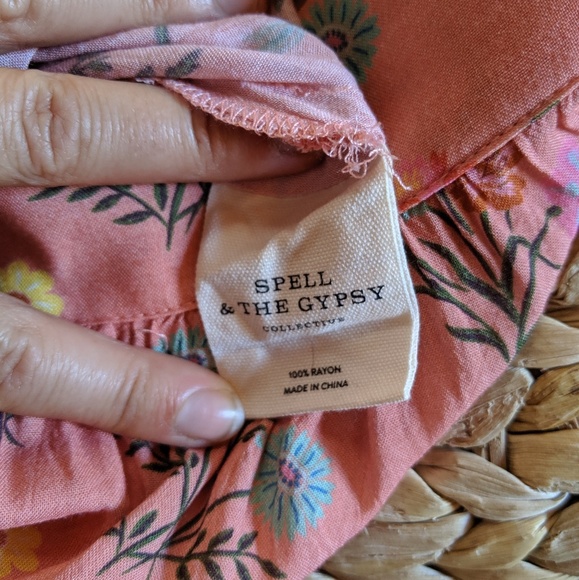 SPELL
& THE GYPSY
COLLECTIVE
100% RAYON
MADE IN CHINA